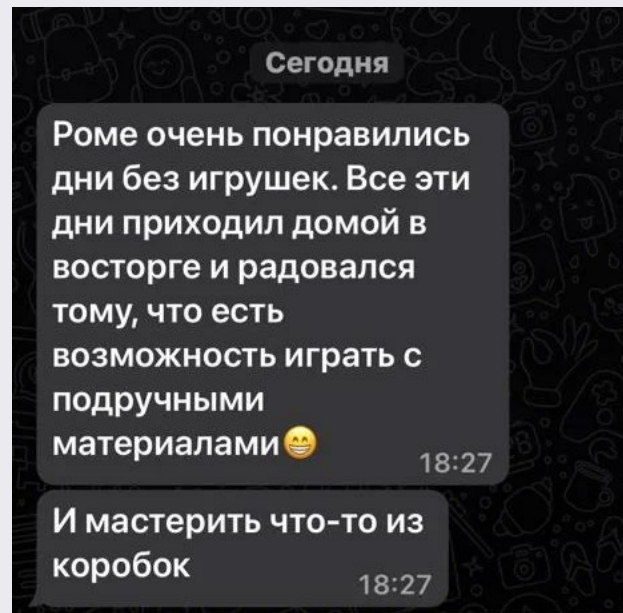 Сегодня
Роме очень понравились
дни без игрушек. Все эти
дни приходил домой в
восторге и радовался
тому, что есть
возможность играть с
подручными
материалами😁
18:27
И мастерить что-то из
коробок
18:27